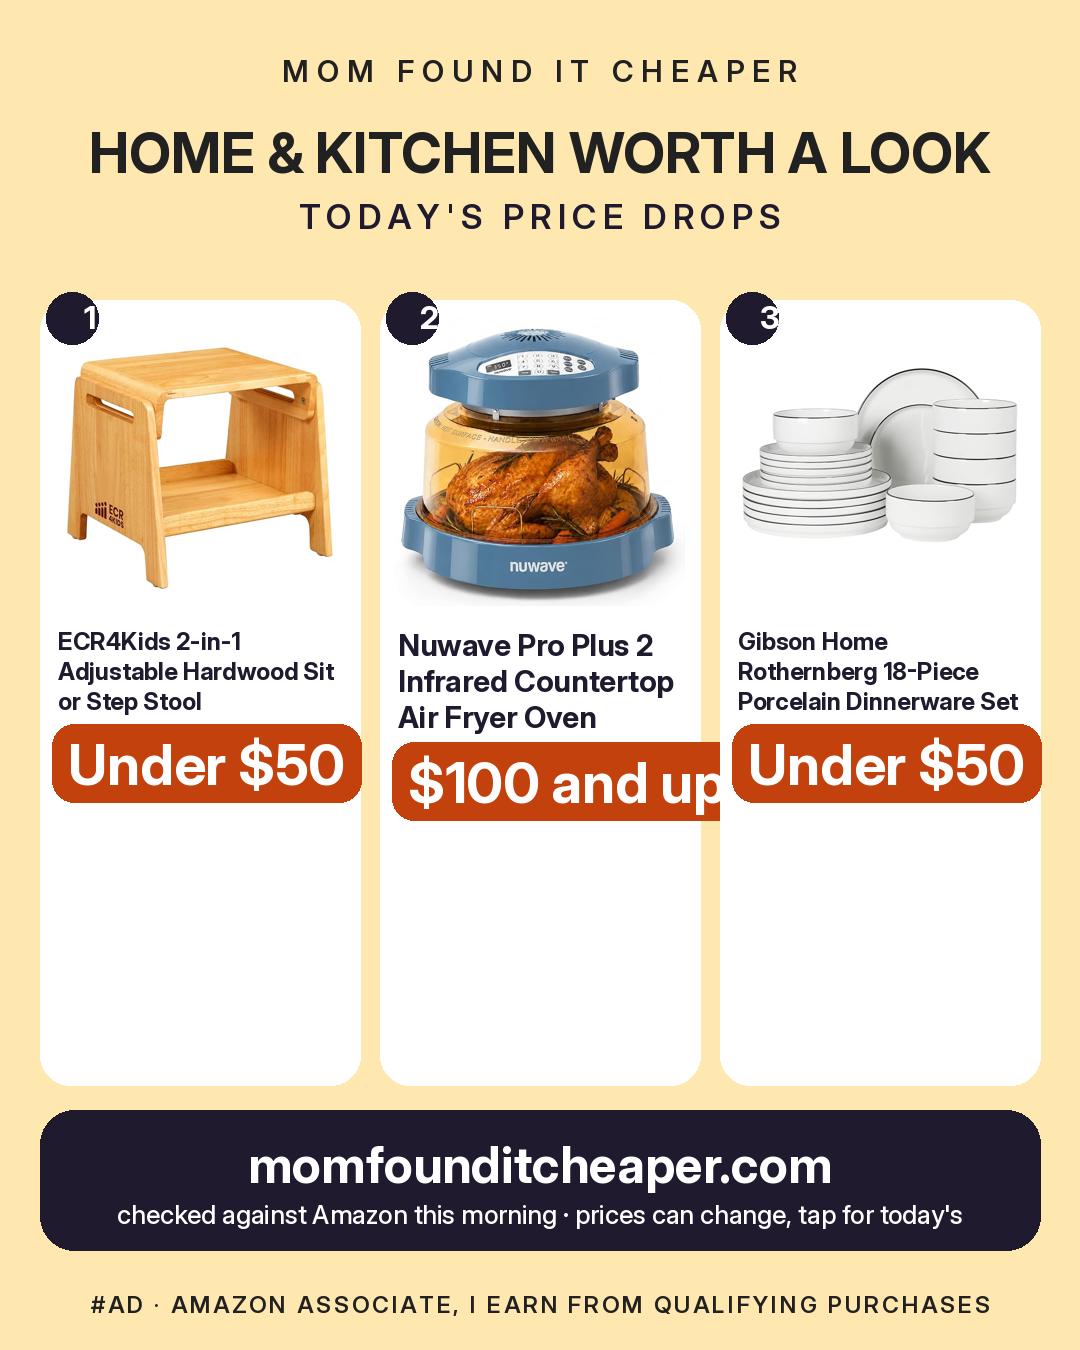 MOM FOUND IT CHEAPER
HOME & KITCHEN WORTH A LOOK
TODAY'S PRICE DROPS
1
ECR
4KIDS
ECR4Kids 2-in-1
Adjustable Hardwood Sit
or Step Stool
Under $50
2
nuwave
Nuwave Pro Plus 2
Infrared Countertop
Air Fryer Oven
$100 and up
3
Gibson Home
Rothernberg 18-Piece
Porcelain Dinnerware Set
Under $50
momfounditcheaper.com
checked against Amazon this morning · prices can change, tap for today's
#AD · AMAZON ASSOCIATE, I EARN FROM QUALIFYING PURCHASES